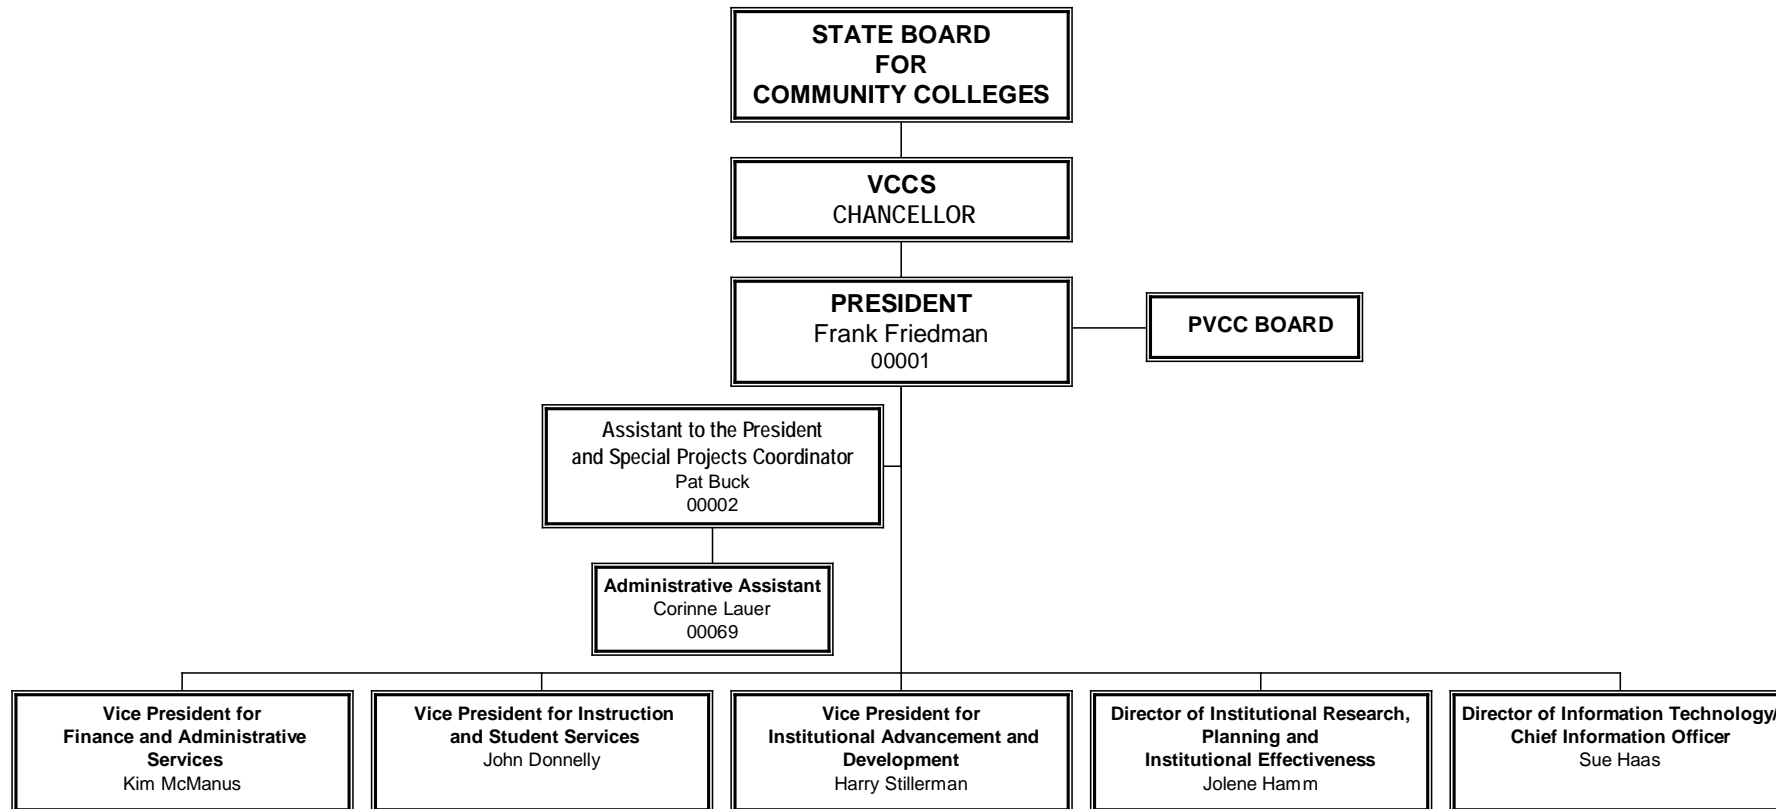 STATE BOARD
FOR
COMMUNITY COLLEGES
VCCS
CHANCELLOR
PRESIDENT
Frank Friedman
00001
PVCC BOARD
Assistant to the President
and Special Projects Coordinator
Pat Buck
00002
Administrative Assistant
Corinne Lauer
00069
Vice President for
Finance and Administrative
Services
Kim McManus
Vice President for Instruction
and Student Services
John Donnelly
Vice President for
Institutional Advancement and
Development
Harry Stillerman
Director of Institutional Research,
Planning and
Institutional Effectiveness
Jolene Hamm
Director of Information Technology/
Chief Information Officer
Sue Haas